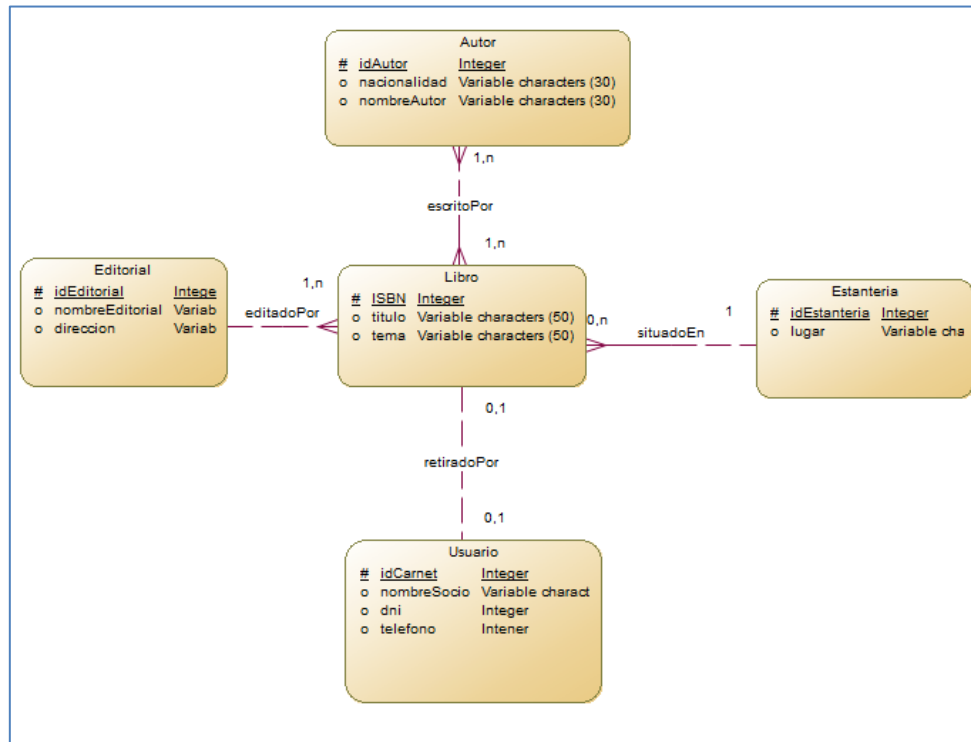 Autor
# idAutor Integer
o nacionalidad Variable characters (30)
o nombreAutor Variable characters (30)
1,n
escritoPor
1,n
Editorial
# idEditorial Intege
o nombreEditorial Variab
o direccion Variab
1,n
editadoPor
Libro
# ISBN Integer
o titulo Variable characters (50)
o tema Variable characters (50)
0,n
situadoEn
1
Estanteria
# idEstanteria Integer
o lugar Variable cha
0,1
retiradoPor
0,1
Usuario
# idCarnet Integer
o nombreSocio Variable charact
o dni Integer
o telefono Intener